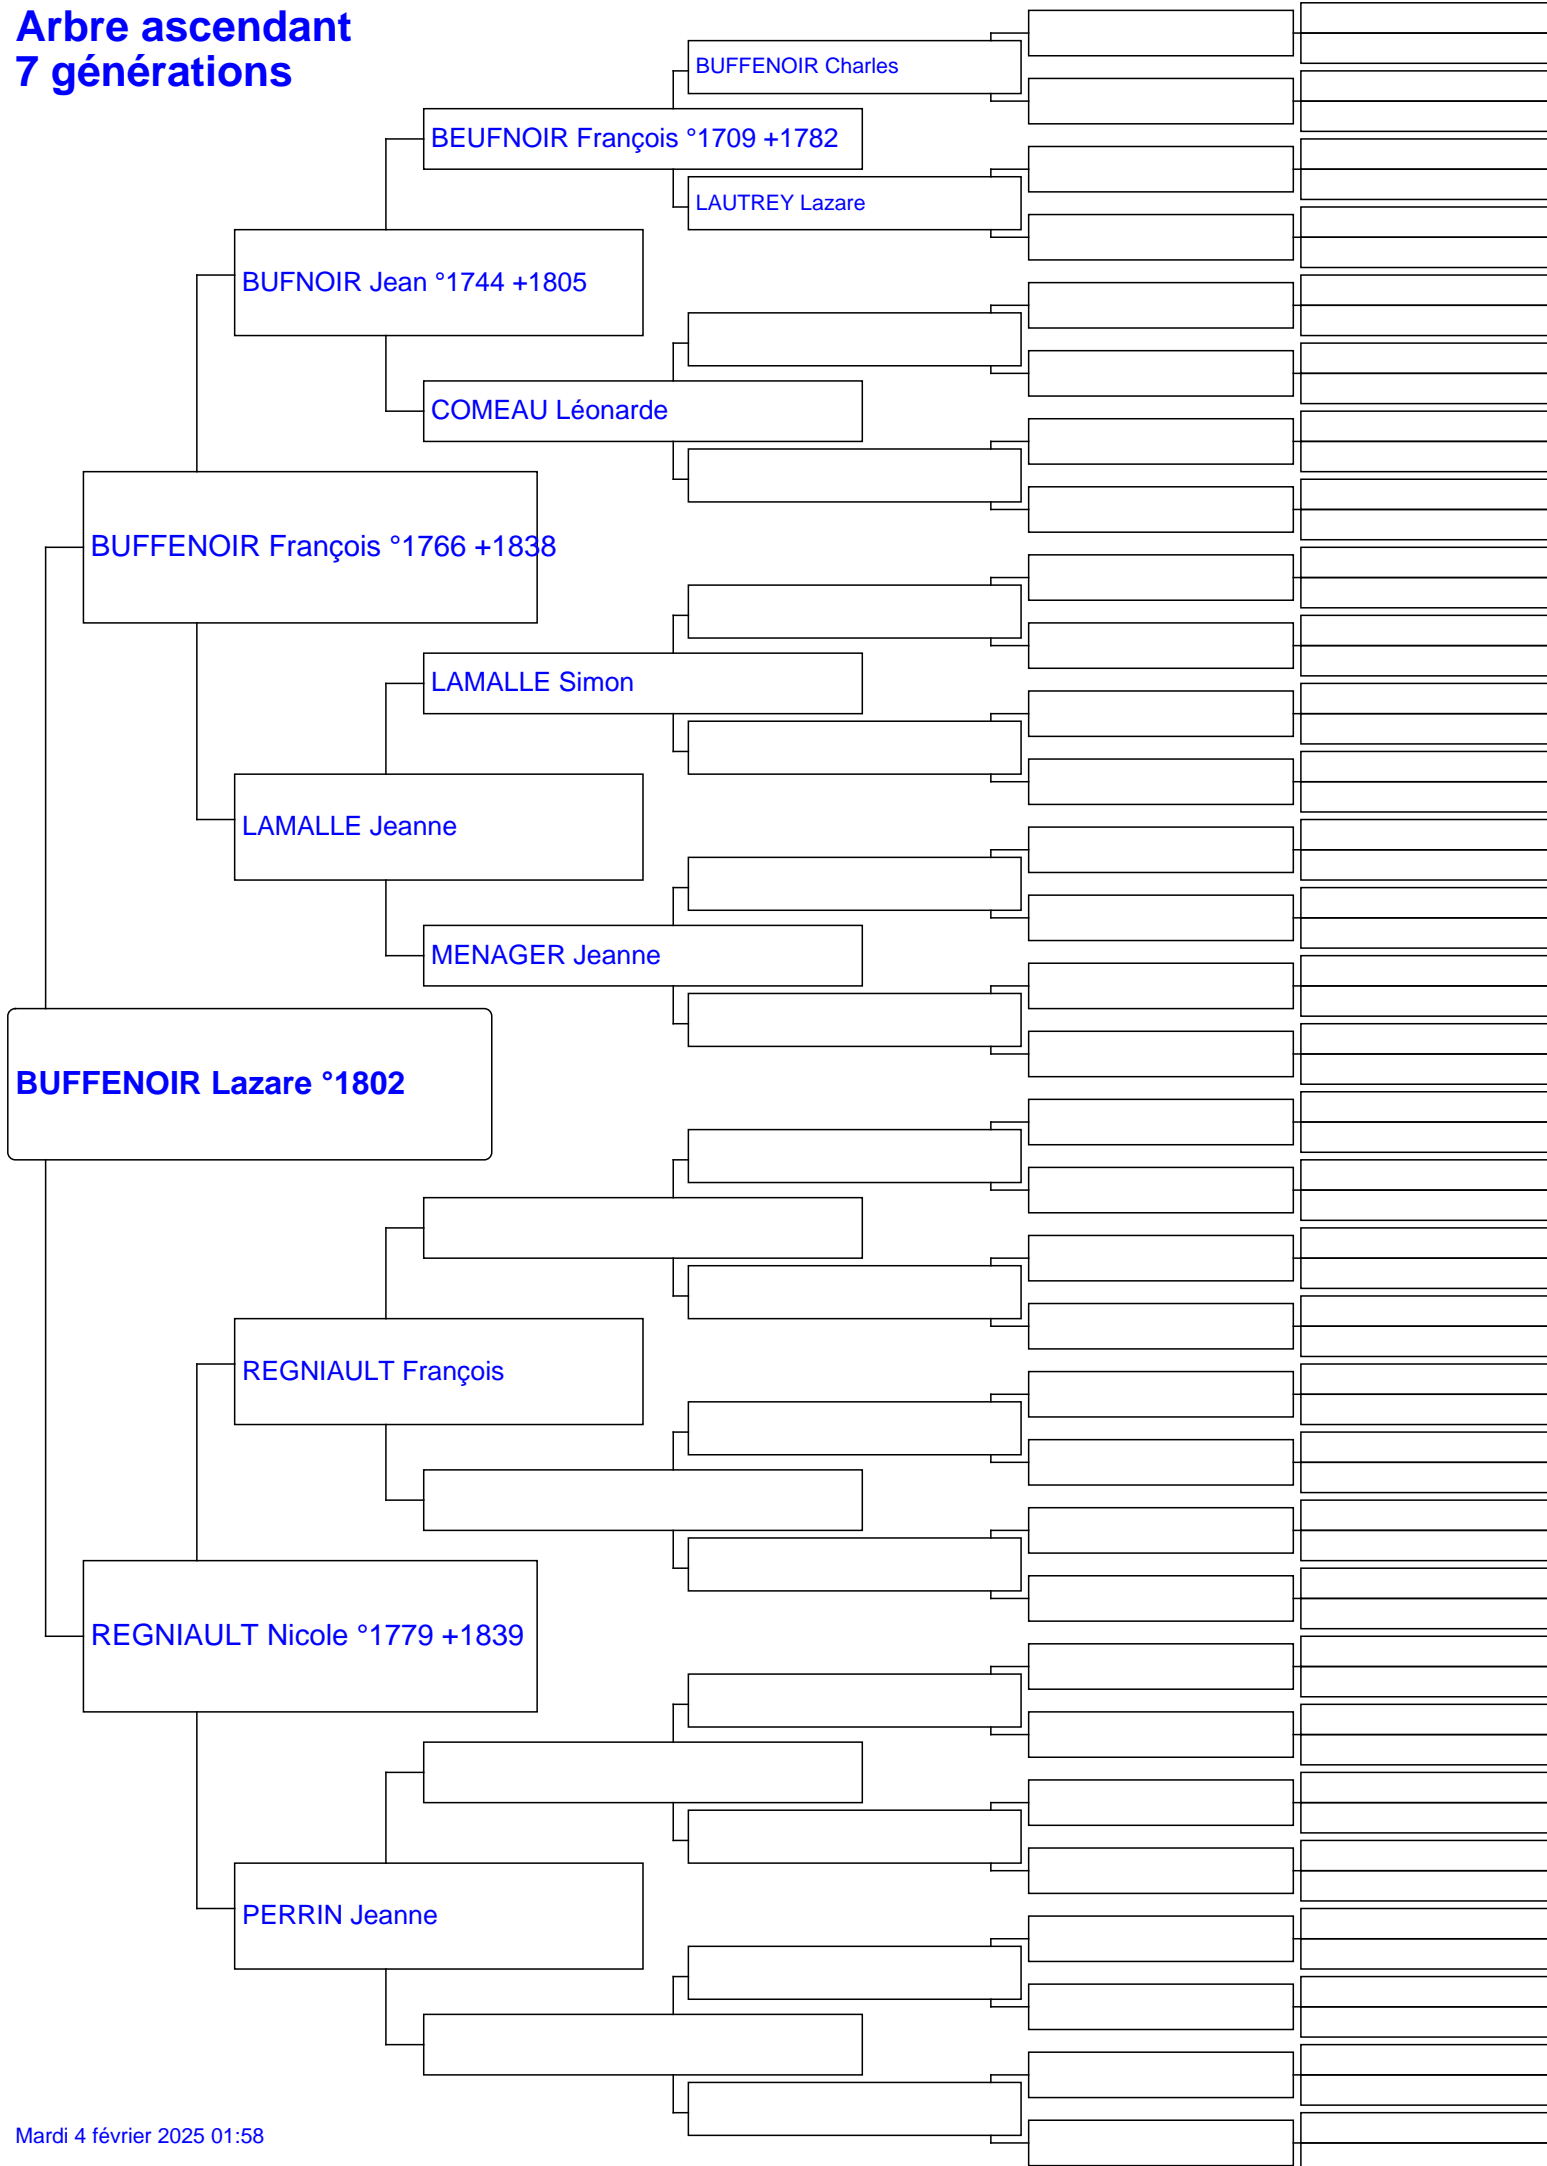 Arbre ascendant
7 générations
BUFFENOIR Charles
BEUFNOIR François °1709 +1782
LAUTREY Lazare
BUFNOIR Jean °1744 +1805
COMEAU Léonarde
BUFFENOIR François °1766 +1838
LAMALLE Simon
LAMALLE Jeanne
MENAGER Jeanne
BUFFENOIR Lazare °1802
REGNIAULT François
REGNIAULT Nicole °1779 +1839
PERRIN Jeanne
Mardi 4 février 2025 01:58